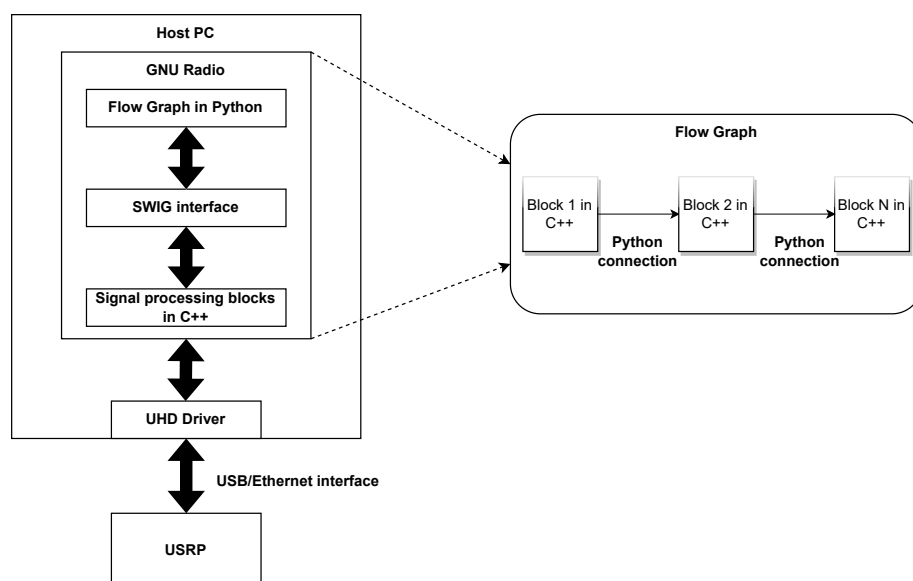 Host PC
GNU Radio
Flow Graph in Python
SWIG interface
Signal processing blocks
in C++
UHD Driver
USB/Ethernet interface
USRP
Flow Graph
Block 1 in
C++
Python
connection
Block 2 in
C++
Python
connection
Block N in
C++